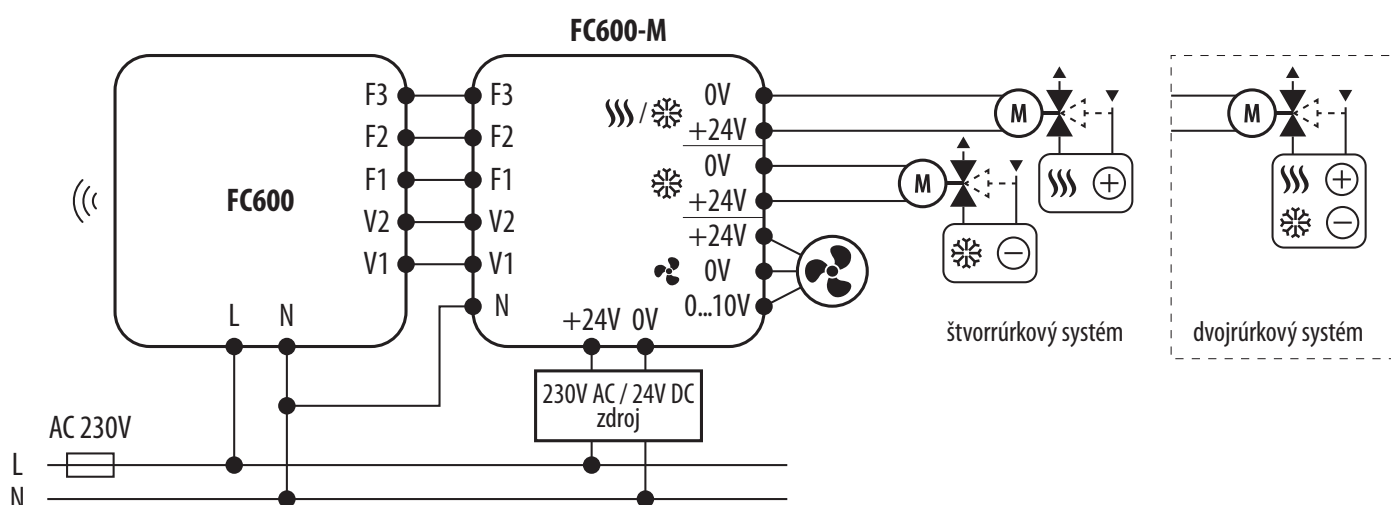 FC600-M
FC600
F3
F2
F1
V2
V1
L N
F3
F2
F1
V2
V1
N
/
0V
+24V
0V
+24V
+24V
0V
0...10V
+24V 0V
M
M
M
230V AC / 24V DC
zdroj
štvorrúrkový systém
dvojrúrkový systém
AC 230V
L
N